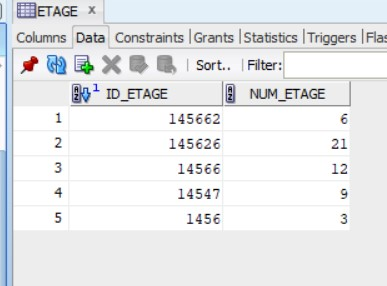 ETAGE x
Columns Data Constraints Grants Statistics Triggers Flas
Sort.. Filter:
1 ID_ETAGE NUM_ETAGE
1 145662 6
2 145626 21
3 14566 12
4 14547 9
5 1456 3